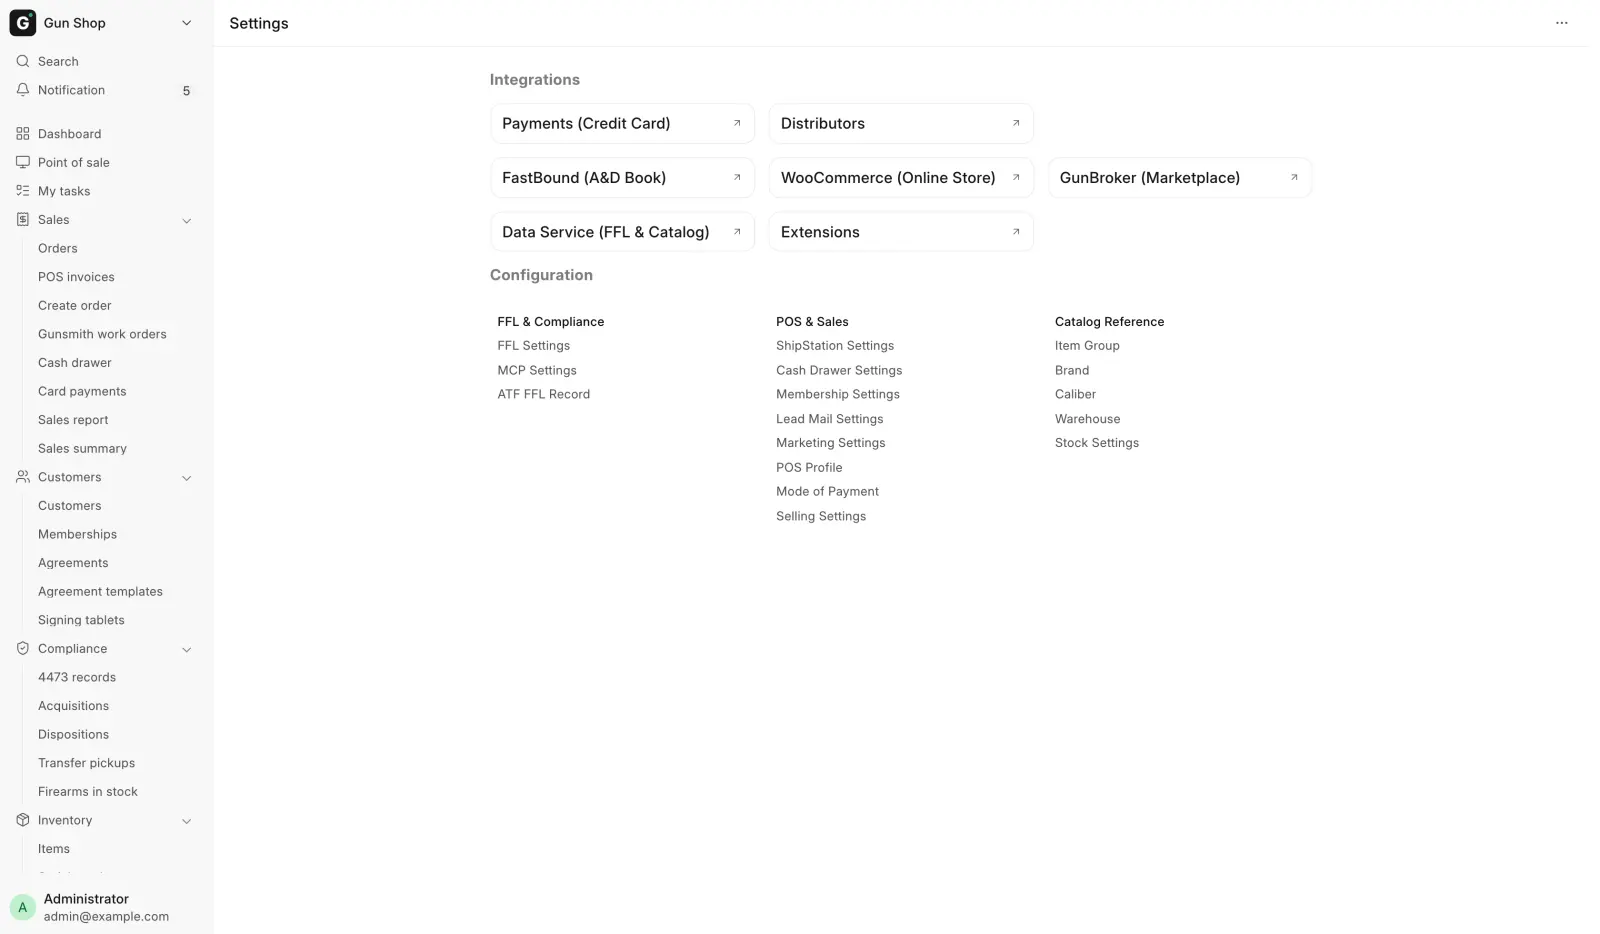 Gun Shop
Search
Notification 5
Dashboard
Point of sale
My tasks
Sales
Orders
POS invoices
Create order
Gunsmith work orders
Cash drawer
Card payments
Sales report
Sales summary
Customers
Customers
Memberships
Agreements
Agreement templates
Signing tablets
Compliance
4473 records
Acquisitions
Dispositions
Transfer pickups
Firearms in stock
Inventory
Items
A Administrator
admin@example.com
Settings
Integrations
Payments (Credit Card)
Distributors
FastBound (A&D Book)
WooCommerce (Online Store)
GunBroker (Marketplace)
Data Service (FFL & Catalog)
Extensions
Configuration
FFL & Compliance
FFL Settings
MCP Settings
ATF FFL Record
POS & Sales
ShipStation Settings
Cash Drawer Settings
Membership Settings
Lead Mail Settings
Marketing Settings
POS Profile
Mode of Payment
Selling Settings
Catalog Reference
Item Group
Brand
Caliber
Warehouse
Stock Settings